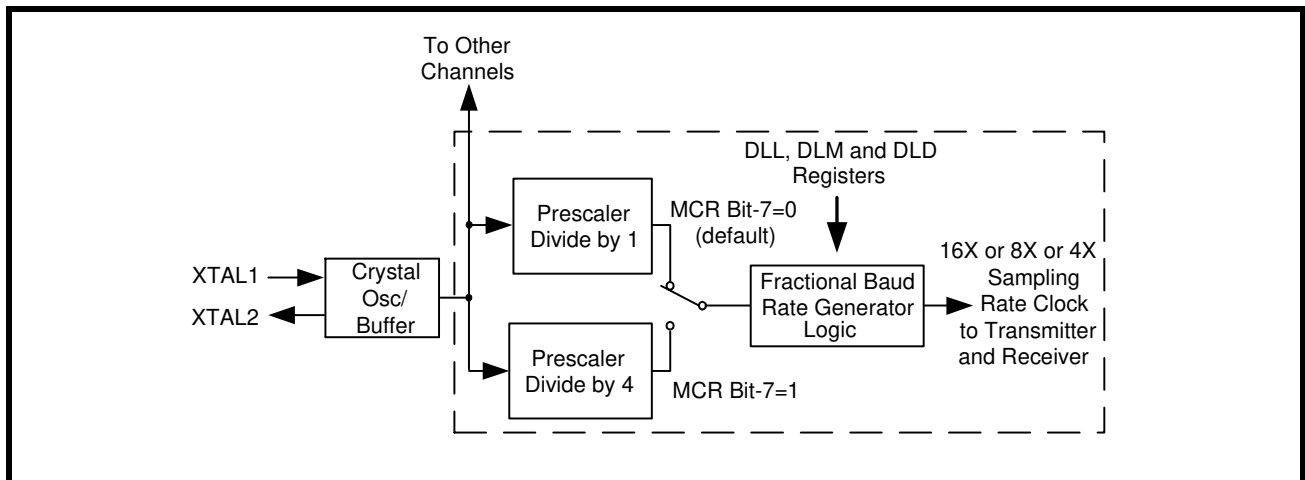 To Other
Channels
DLL, DLM and DLD
Registers
Prescaler
Divide by 1
MCR Bit-7=0
(default)
16X or 8X or 4X
Sampling
Rate Clock
to Transmitter
and Receiver
XTAL1
XTAL2
Crystal
Osc/
Buffer
Fractional Baud
Rate Generator
Logic
Prescaler
Divide by 4
MCR Bit-7=1